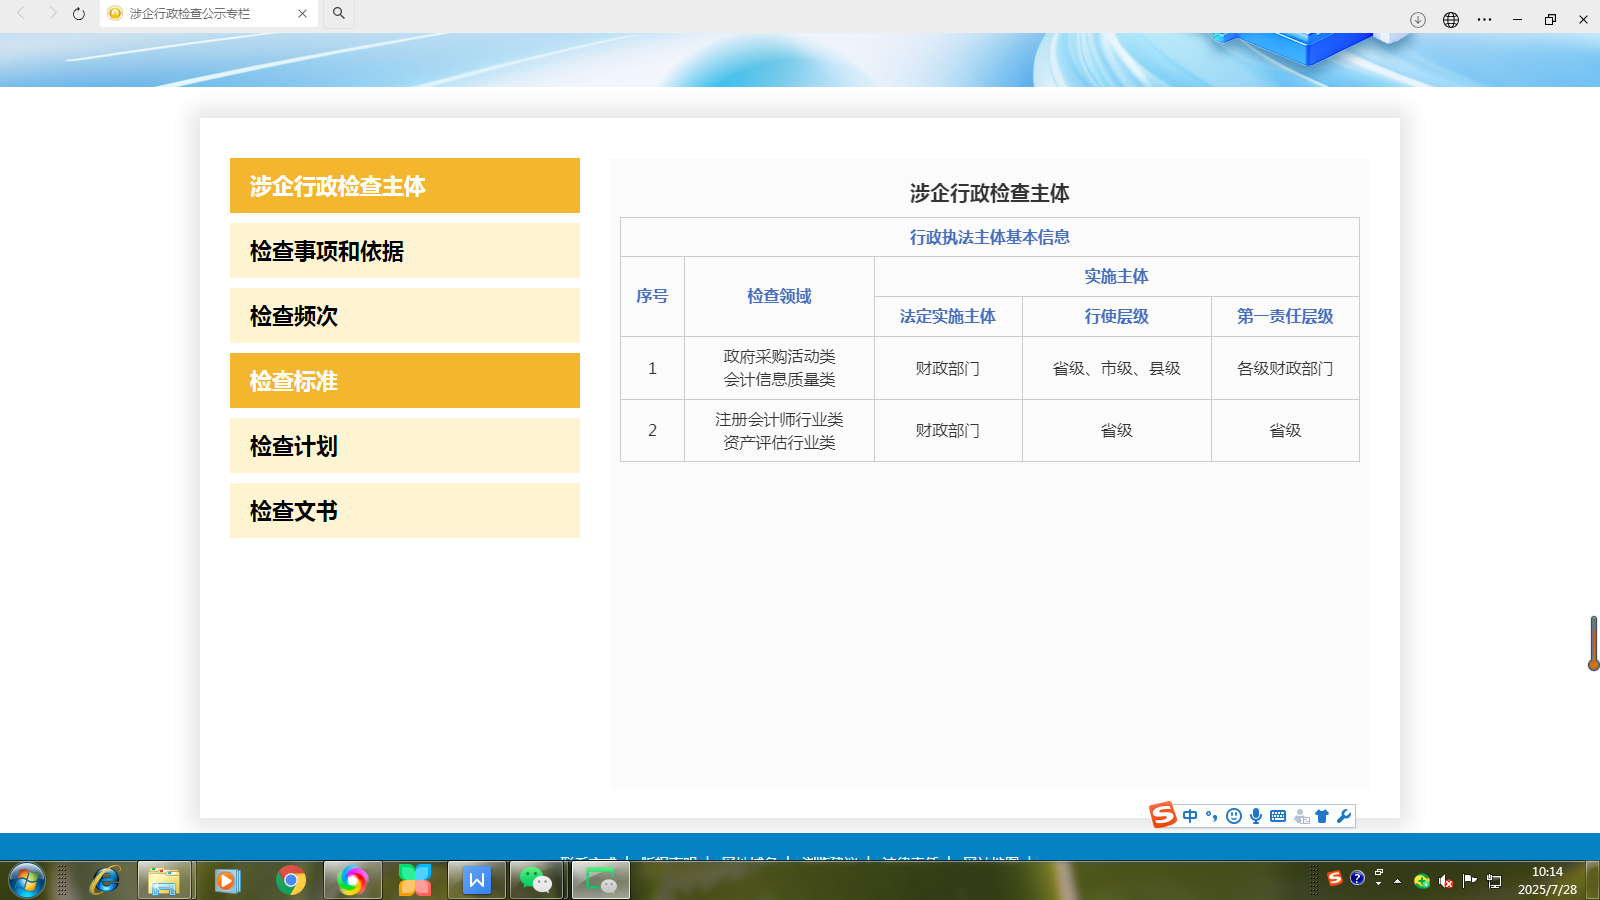 涉企行政检查公示专栏
涉企行政检查主体
检查事项和依据
检查频次
检查标准
检查计划
检查文书
涉企行政检查主体
行政执法主体基本信息
序号
检查领域
实施主体
法定实施主体
行使层级
第一责任层级
1
政府采购活动类
会计信息质量类
财政部门
省级、市级、县级
各级财政部门
2
注册会计师行业类
资产评估行业类
财政部门
省级
省级
中
10:14
2025/7/28